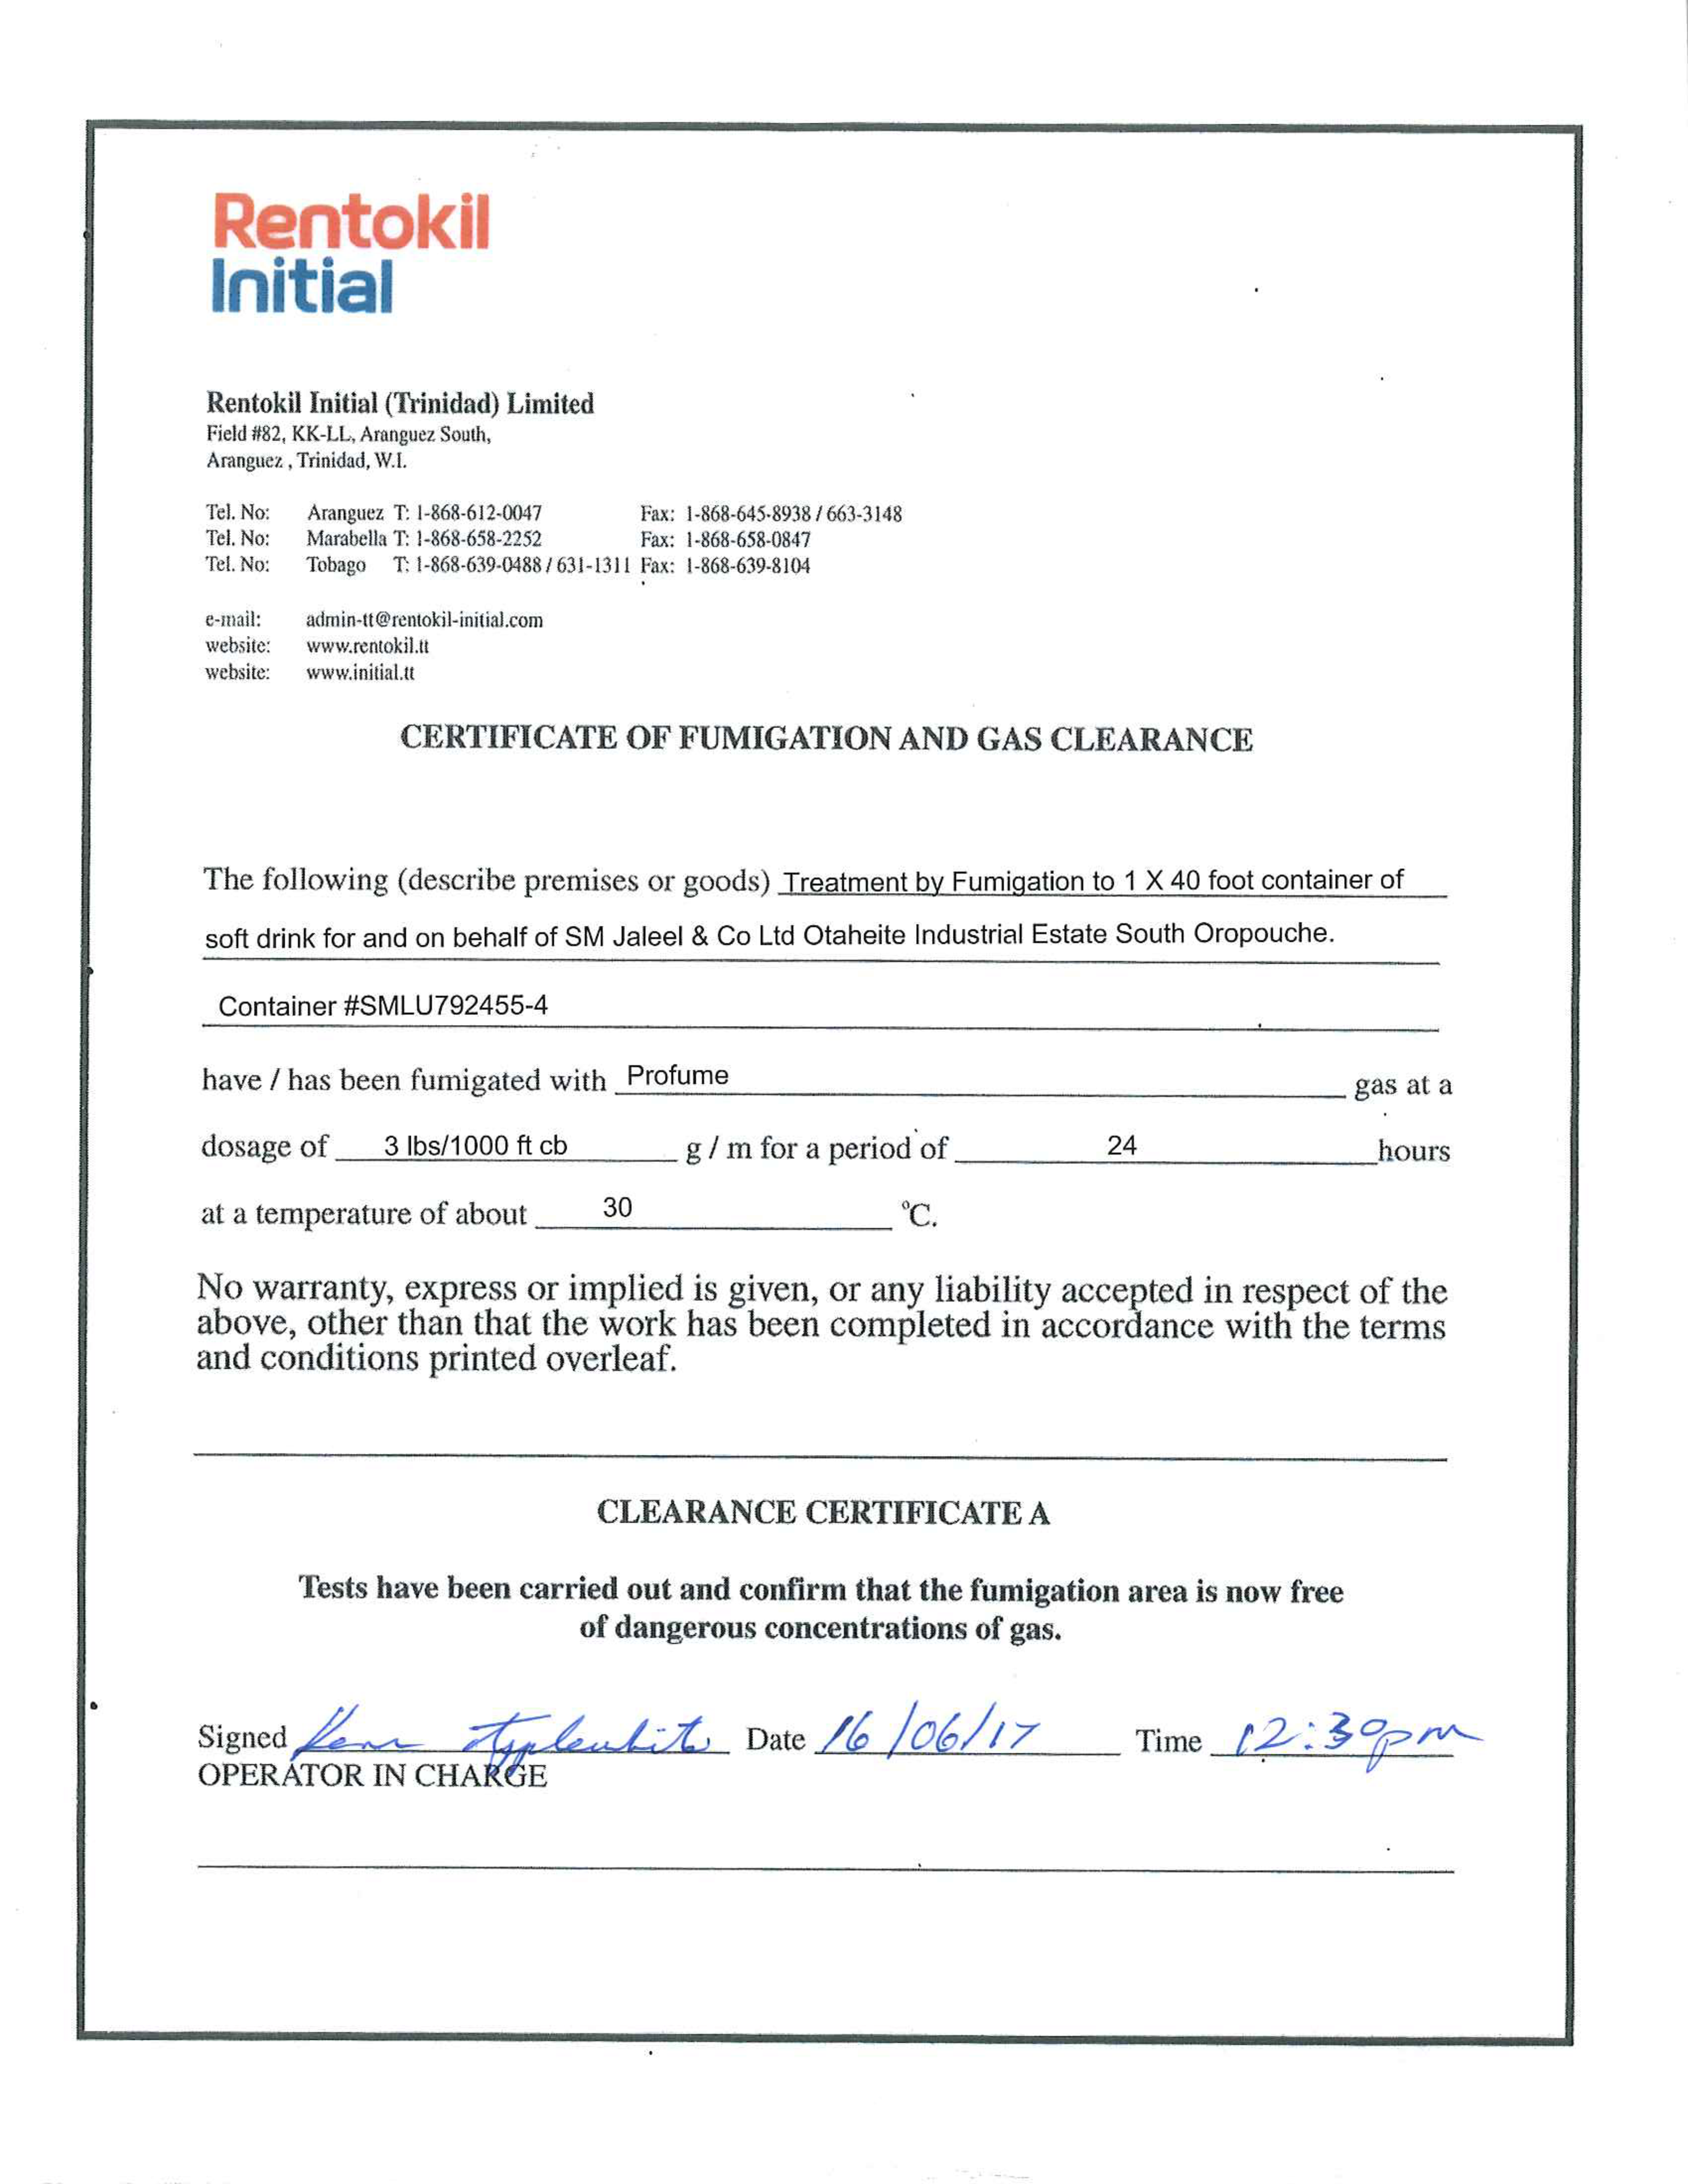 Rentokil
Initial
Rentokil Initial (Trinidad) Limited
Field #82, KK-LL, Aranguez South,
Aranguez , Trinidad, W.I.
Tel. No: Aranguez T: 1-868-612-0047 Fax: 1-868-645-8938 / 663-3148
Tel. No: Marabella T: 1-868-658-2252 Fax: 1-868-658-0847
Tel. No: Tobago T: 1-868-639-0488 / 631-1311 Fax: 1-868-639-8104
e-mail: admin-tt@rentokil-initial.com
website: www.rentokil.tt
website: www.initial.tt
CERTIFICATE OF FUMIGATION AND GAS CLEARANCE
The following (describe premises or goods) Treatment by Fumigation to 1 X 40 foot container of
soft drink for and on behalf of SM Jaleel & Co Ltd Otaheite Industrial Estate South Oropouche.
Container #SMLU792455-4
have / has been fumigated with Profume gas at a
dosage of 3 lbs/1000 ft cb g / m for a period of 24 hours
at a temperature of about 30 °C.
No warranty, express or implied is given, or any liability accepted in respect of the
above, other than that the work has been completed in accordance with the terms
and conditions printed overleaf.
CLEARANCE CERTIFICATE A
Tests have been carried out and confirm that the fumigation area is now free
of dangerous concentrations of gas.
Signed Date 16/06/17 Time 12:30pm
OPERATOR IN CHARGE